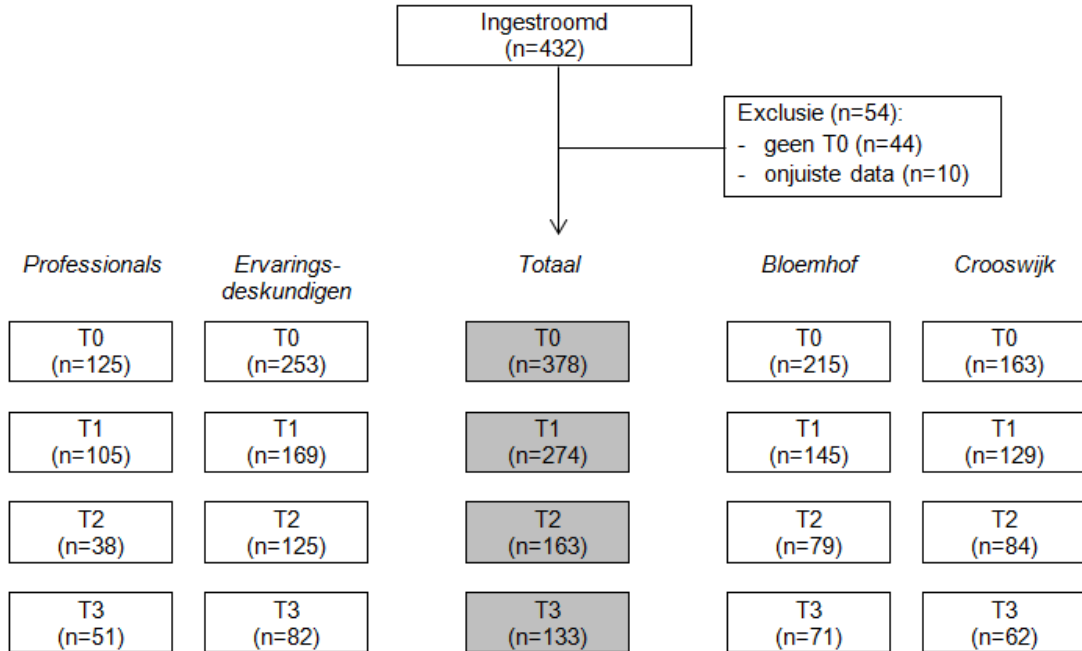 Ingestroomd
(n=432)
Exclusie (n=54):
- geen T0 (n=44)
- onjuiste data (n=10)
Professionals
Ervarings-
deskundigen
Totaal
Bloemhof
Crooswijk
T0
(n=125)
T0
(n=253)
T0
(n=378)
T0
(n=215)
T0
(n=163)
T1
(n=105)
T1
(n=169)
T1
(n=274)
T1
(n=145)
T1
(n=129)
T2
(n=38)
T2
(n=125)
T2
(n=163)
T2
(n=79)
T2
(n=84)
T3
(n=51)
T3
(n=82)
T3
(n=133)
T3
(n=71)
T3
(n=62)